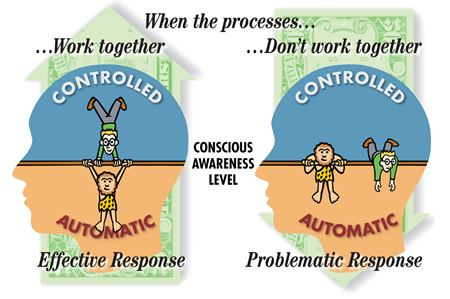 When the processes…
…Work together
…Don't work together
CONTROLLED
CONTROLLED
CONSCIOUS
AWARENESS
LEVEL
AUTOMATIC
AUTOMATIC
Effective Response
Problematic Response